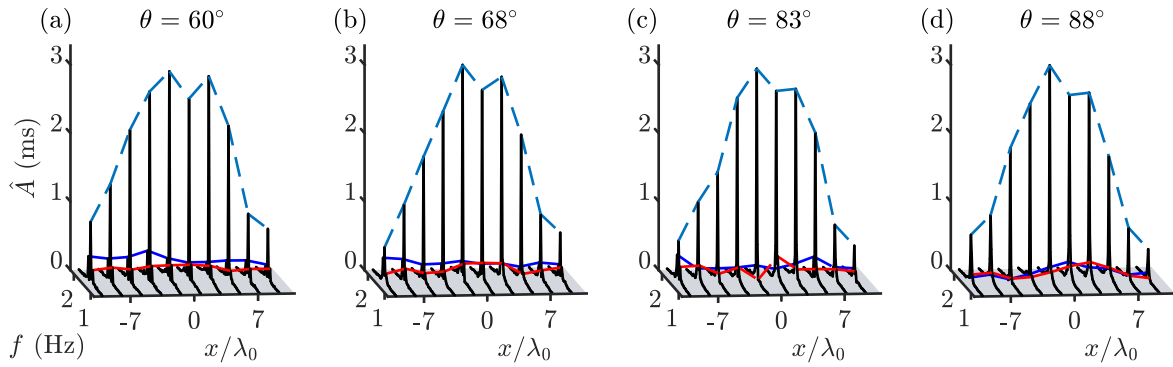 (a) θ = 60° (b) θ = 68° (c) θ = 83° (d) θ = 88°
3 3 3 3
2 2 2 2
Â (ms)
1 1 1 1
0 0 0 0
2 2 2 2
1 -7 0 7 1 -7 0 7 1 -7 0 7 1 -7 0 7
f (Hz) x/λ₀ x/λ₀ x/λ₀ x/λ₀